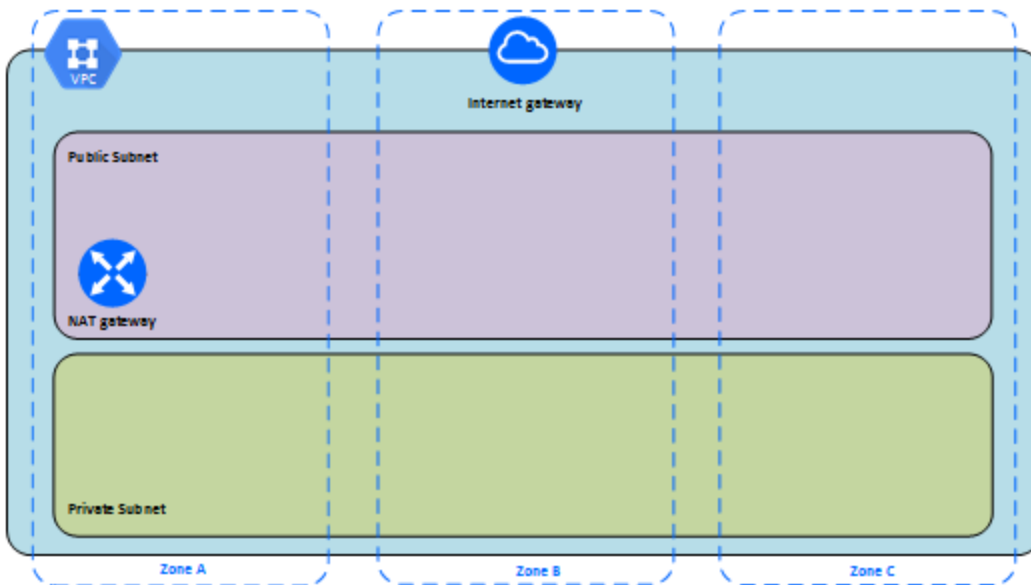 VPC
Internet gateway
Public Subnet
NAT gateway
Private Subnet
Zone A
Zone B
Zone C